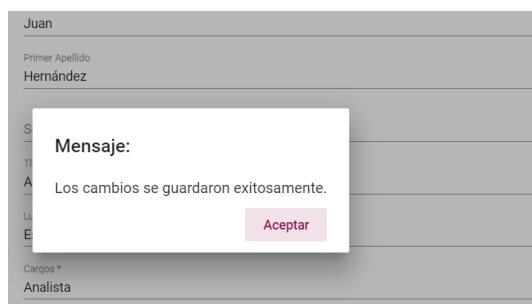 Juan
Primer Apellido
Hernández
Mensaje:
Los cambios se guardaron exitosamente.
Aceptar
Cargos *
Analista